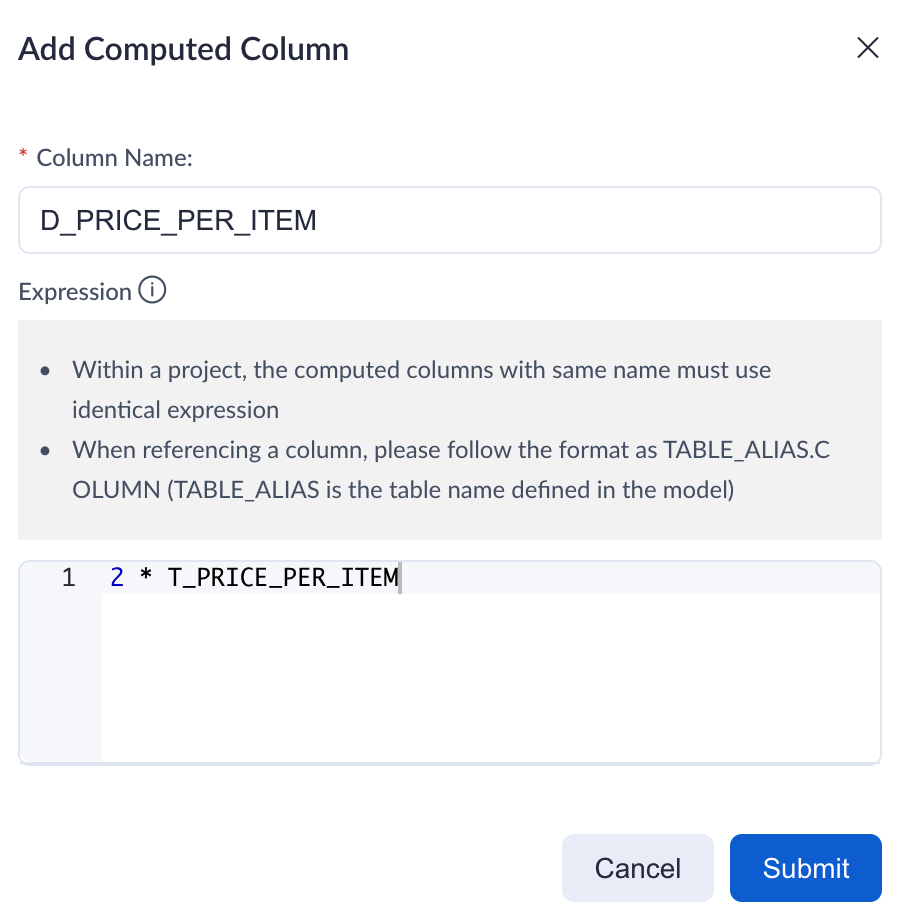 Add Computed Column
* Column Name:
D_PRICE_PER_ITEM
Expression
Within a project, the computed columns with same name must use
identical expression
When referencing a column, please follow the format as TABLE_ALIAS.C
OLUMN (TABLE_ALIAS is the table name defined in the model)
1 2 * T_PRICE_PER_ITEM
Cancel Submit